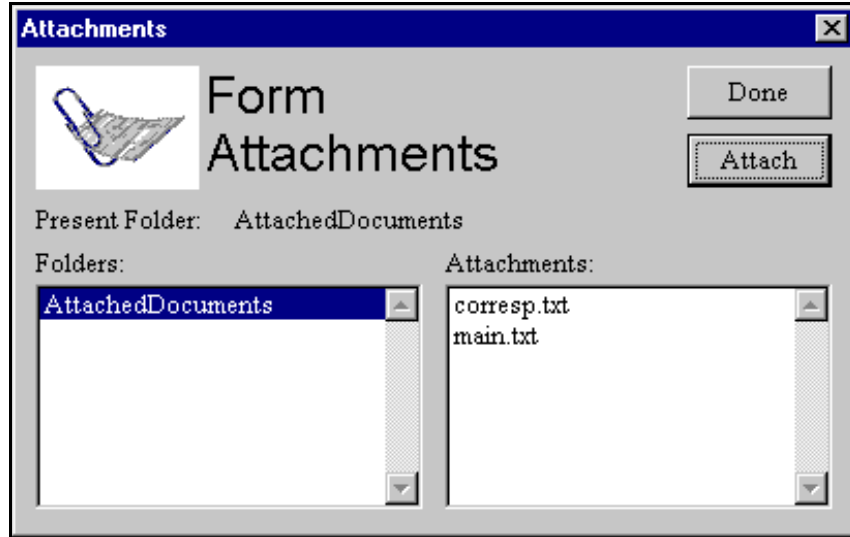 Attachments
Form
Attachments
Done
Attach
Present Folder: AttachedDocuments
Folders:
Attachments:
AttachedDocuments
corresp.txt
main.txt